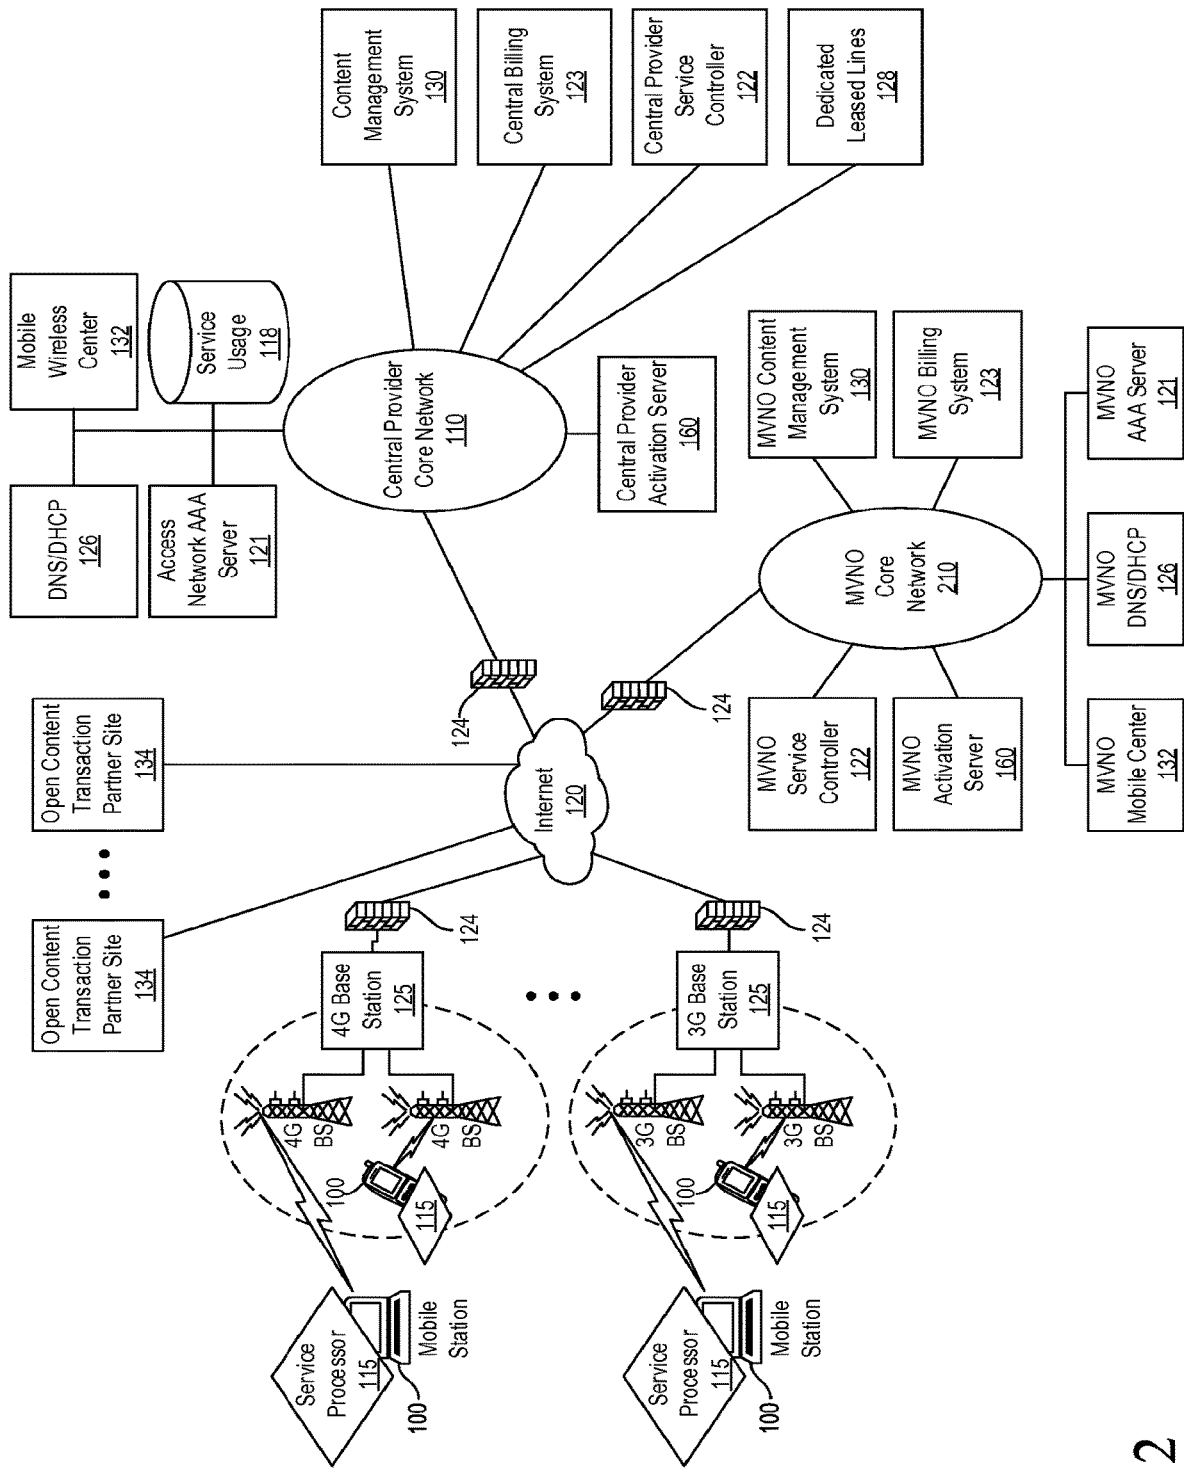 Mobile
Wireless
Center
132
Service
Usage
118
DNS/DHCP
126
Access
Network AAA
Server
121
Content
Management
System
130
Central Billing
System
123
Central Provider
Service
Controller
122
Dedicated
Leased Lines
128
Central Provider
Core Network
110
Central Provider
Activation Server
160
Open Content
Transaction
Partner Site
134
Open Content
Transaction
Partner Site
134
124
124
Internet
120
MVNO Content
Management
System
130
MVNO Billing
System
123
MVNO
Core
Network
210
MVNO
Service
Controller
122
MVNO
Activation
Server
160
MVNO
AAA Server
121
MVNO
DNS/DHCP
126
MVNO
Mobile Center
132
124
124
4G Base
Station
125
3G Base
Station
125
4G
BS
4G
BS
3G
BS
3G
BS
100
115
100
115
Service
Processor
115
Mobile
Station
100
Service
Processor
115
Mobile
Station
100
2